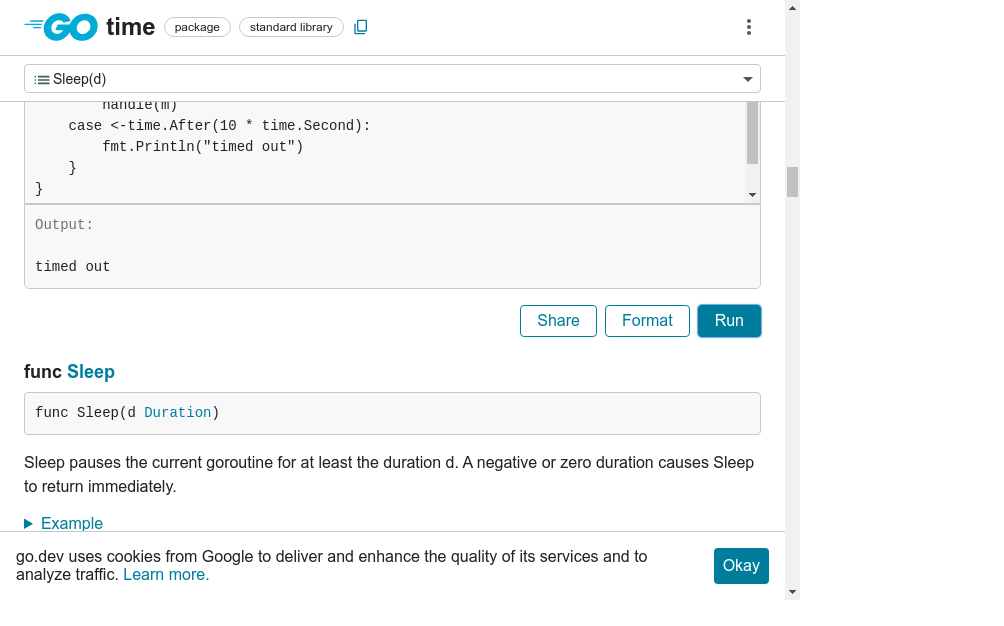 GO time package standard library
Sleep(d)
handle(m)
case <-time.After(10 * time.Second):
fmt.Println("timed out")
}
}
Output:
timed out
Share Format Run
func Sleep
func Sleep(d Duration)
Sleep pauses the current goroutine for at least the duration d. A negative or zero duration causes Sleep
to return immediately.
Example
go.dev uses cookies from Google to deliver and enhance the quality of its services and to
analyze traffic. Learn more.
Okay